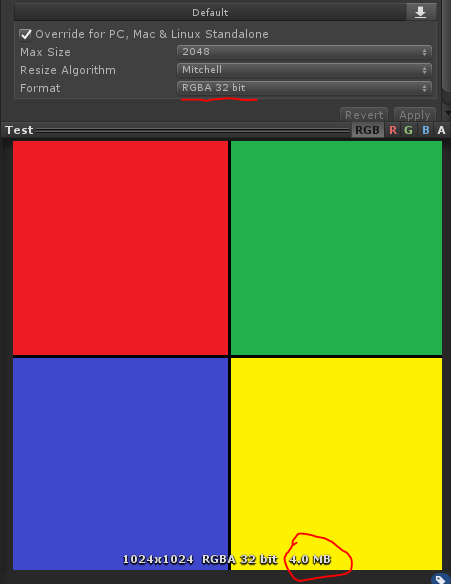 Default
Override for PC, Mac & Linux Standalone
Max Size 2048
Resize Algorithm Mitchell
Format RGBA 32 bit
Revert Apply
Test RGB R G B A
1024x1024 RGBA 32 bit 4.0 MB